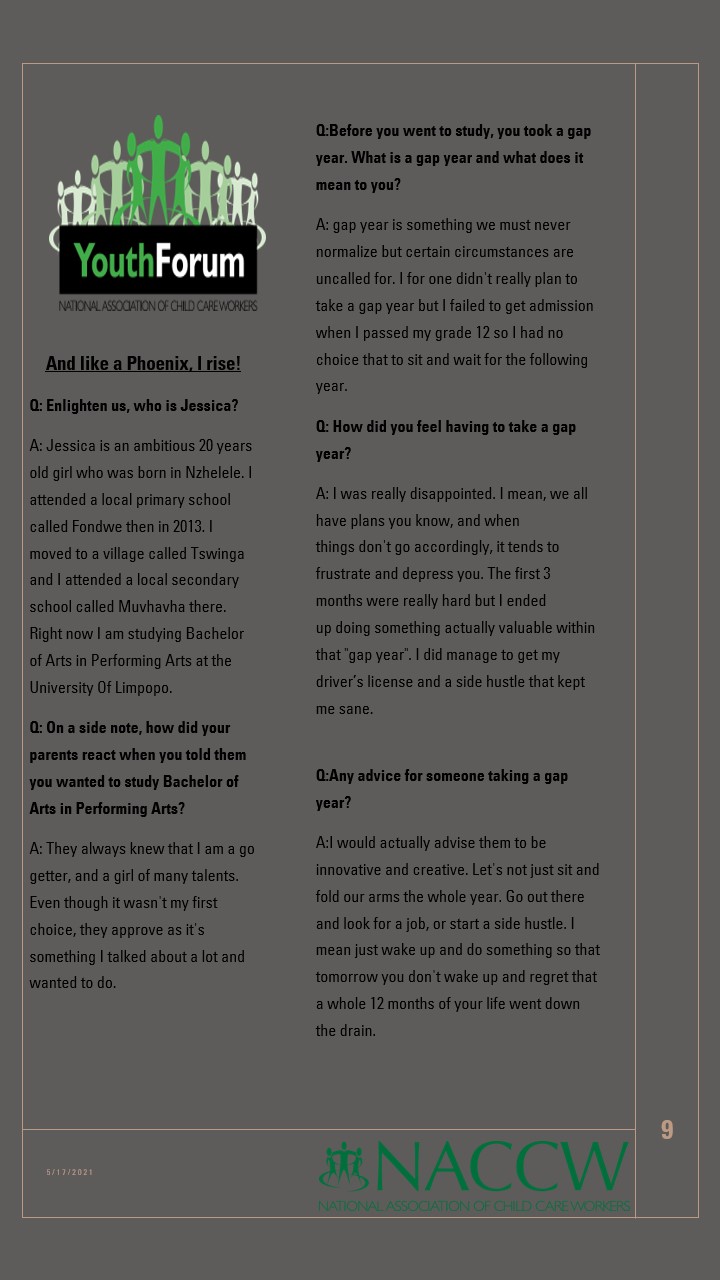 YouthForum
NATIONAL ASSOCIATION OF CHILD CARE WORKERS
And like a Phoenix, I rise!
Q: Enlighten us, who is Jessica?
A: Jessica is an ambitious 20 years
old girl who was born in Nzhelele. I
attended a local primary school
called Fondwe then in 2013. I
moved to a village called Tswinga
and I attended a local secondary
school called Muvhavha there.
Right now I am studying Bachelor
of Arts in Performing Arts at the
University Of Limpopo.
Q: On a side note, how did your
parents react when you told them
you wanted to study Bachelor of
Arts in Performing Arts?
A: They always knew that I am a go
getter, and a girl of many talents.
Even though it wasn't my first
choice, they approve as it's
something I talked about a lot and
wanted to do.
Q:Before you went to study, you took a gap
year. What is a gap year and what does it
mean to you?
A: gap year is something we must never
normalize but certain circumstances are
uncalled for. I for one didn't really plan to
take a gap year but I failed to get admission
when I passed my grade 12 so I had no
choice that to sit and wait for the following
year.
Q: How did you feel having to take a gap
year?
A: I was really disappointed. I mean, we all
have plans you know, and when
things don't go accordingly, it tends to
frustrate and depress you. The first 3
months were really hard but I ended
up doing something actually valuable within
that "gap year". I did manage to get my
driver’s license and a side hustle that kept
me sane.
Q:Any advice for someone taking a gap
year?
A:I would actually advise them to be
innovative and creative. Let's not just sit and
fold our arms the whole year. Go out there
and look for a job, or start a side hustle. I
mean just wake up and do something so that
tomorrow you don't wake up and regret that
a whole 12 months of your life went down
the drain.
9
5/17/2021
NACCW
NATIONAL ASSOCIATION OF CHILD CARE WORKERS